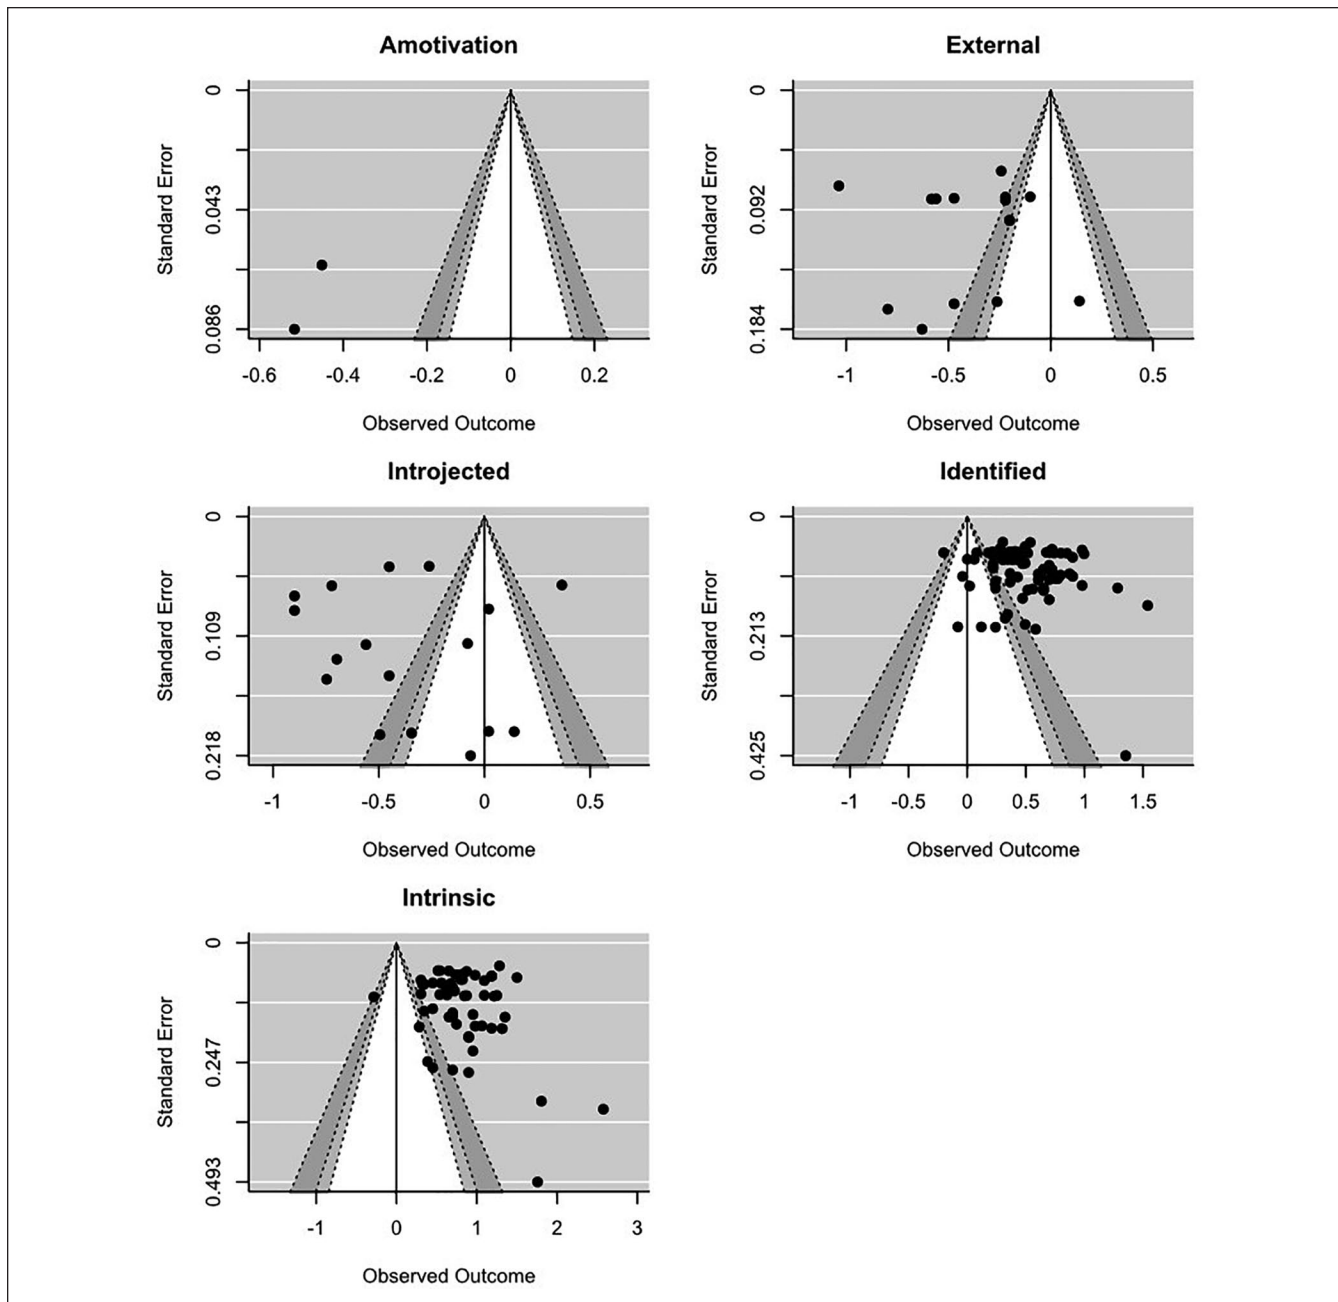 Amotivation
Standard Error
0
0.043
0.086
-0.6 -0.4 -0.2 0 0.2
Observed Outcome
External
Standard Error
0
0.092
0.184
-1 -0.5 0 0.5
Observed Outcome
Introjected
Standard Error
0
0.109
0.218
-1 -0.5 0 0.5
Observed Outcome
Identified
Standard Error
0
0.213
0.425
-1 -0.5 0 0.5 1 1.5
Observed Outcome
Intrinsic
Standard Error
0
0.247
0.493
-1 0 1 2 3
Observed Outcome